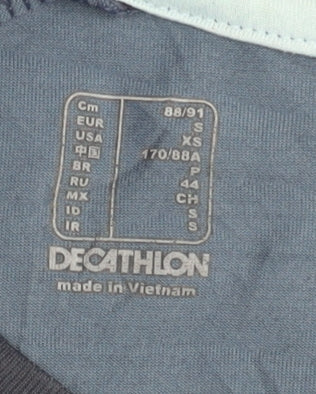 Cm 88/91
EUR S
USA XS
中国 170/88A
BR P
RU 44
MX CH
ID S
IR S
DECATHLON
made in Vietnam